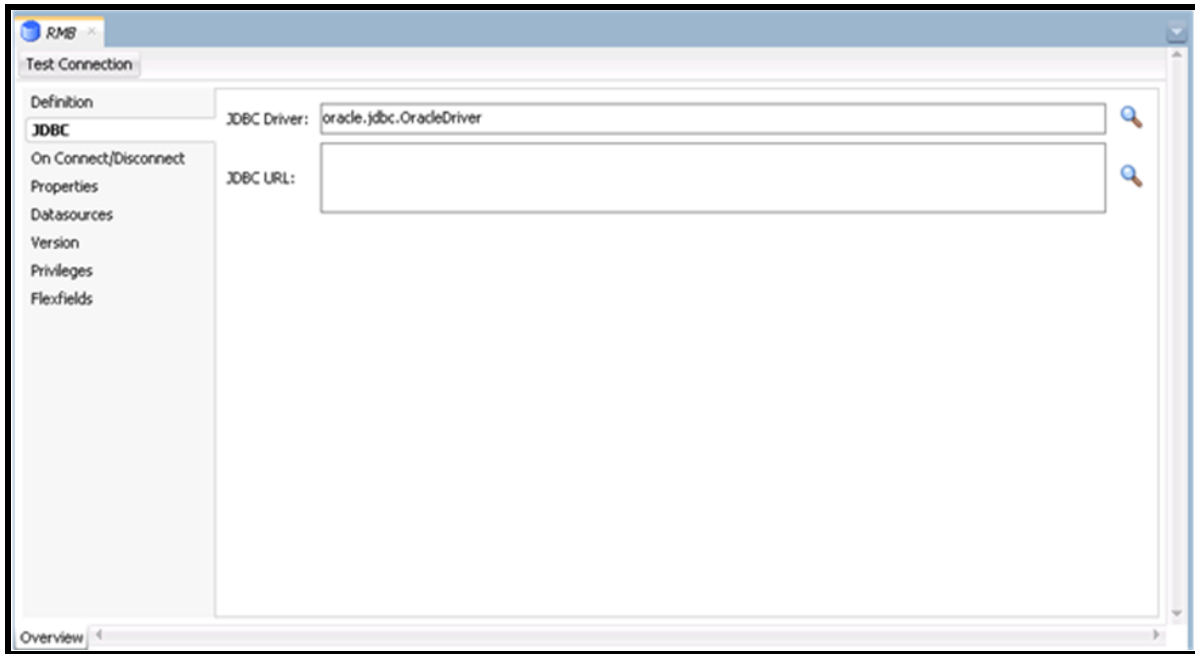 RMB
Test Connection
Definition
JDBC
On Connect/Disconnect
Properties
Datasources
Version
Privileges
Flexfields
JDBC Driver: oracle.jdbc.OracleDriver
JDBC URL:
Overview